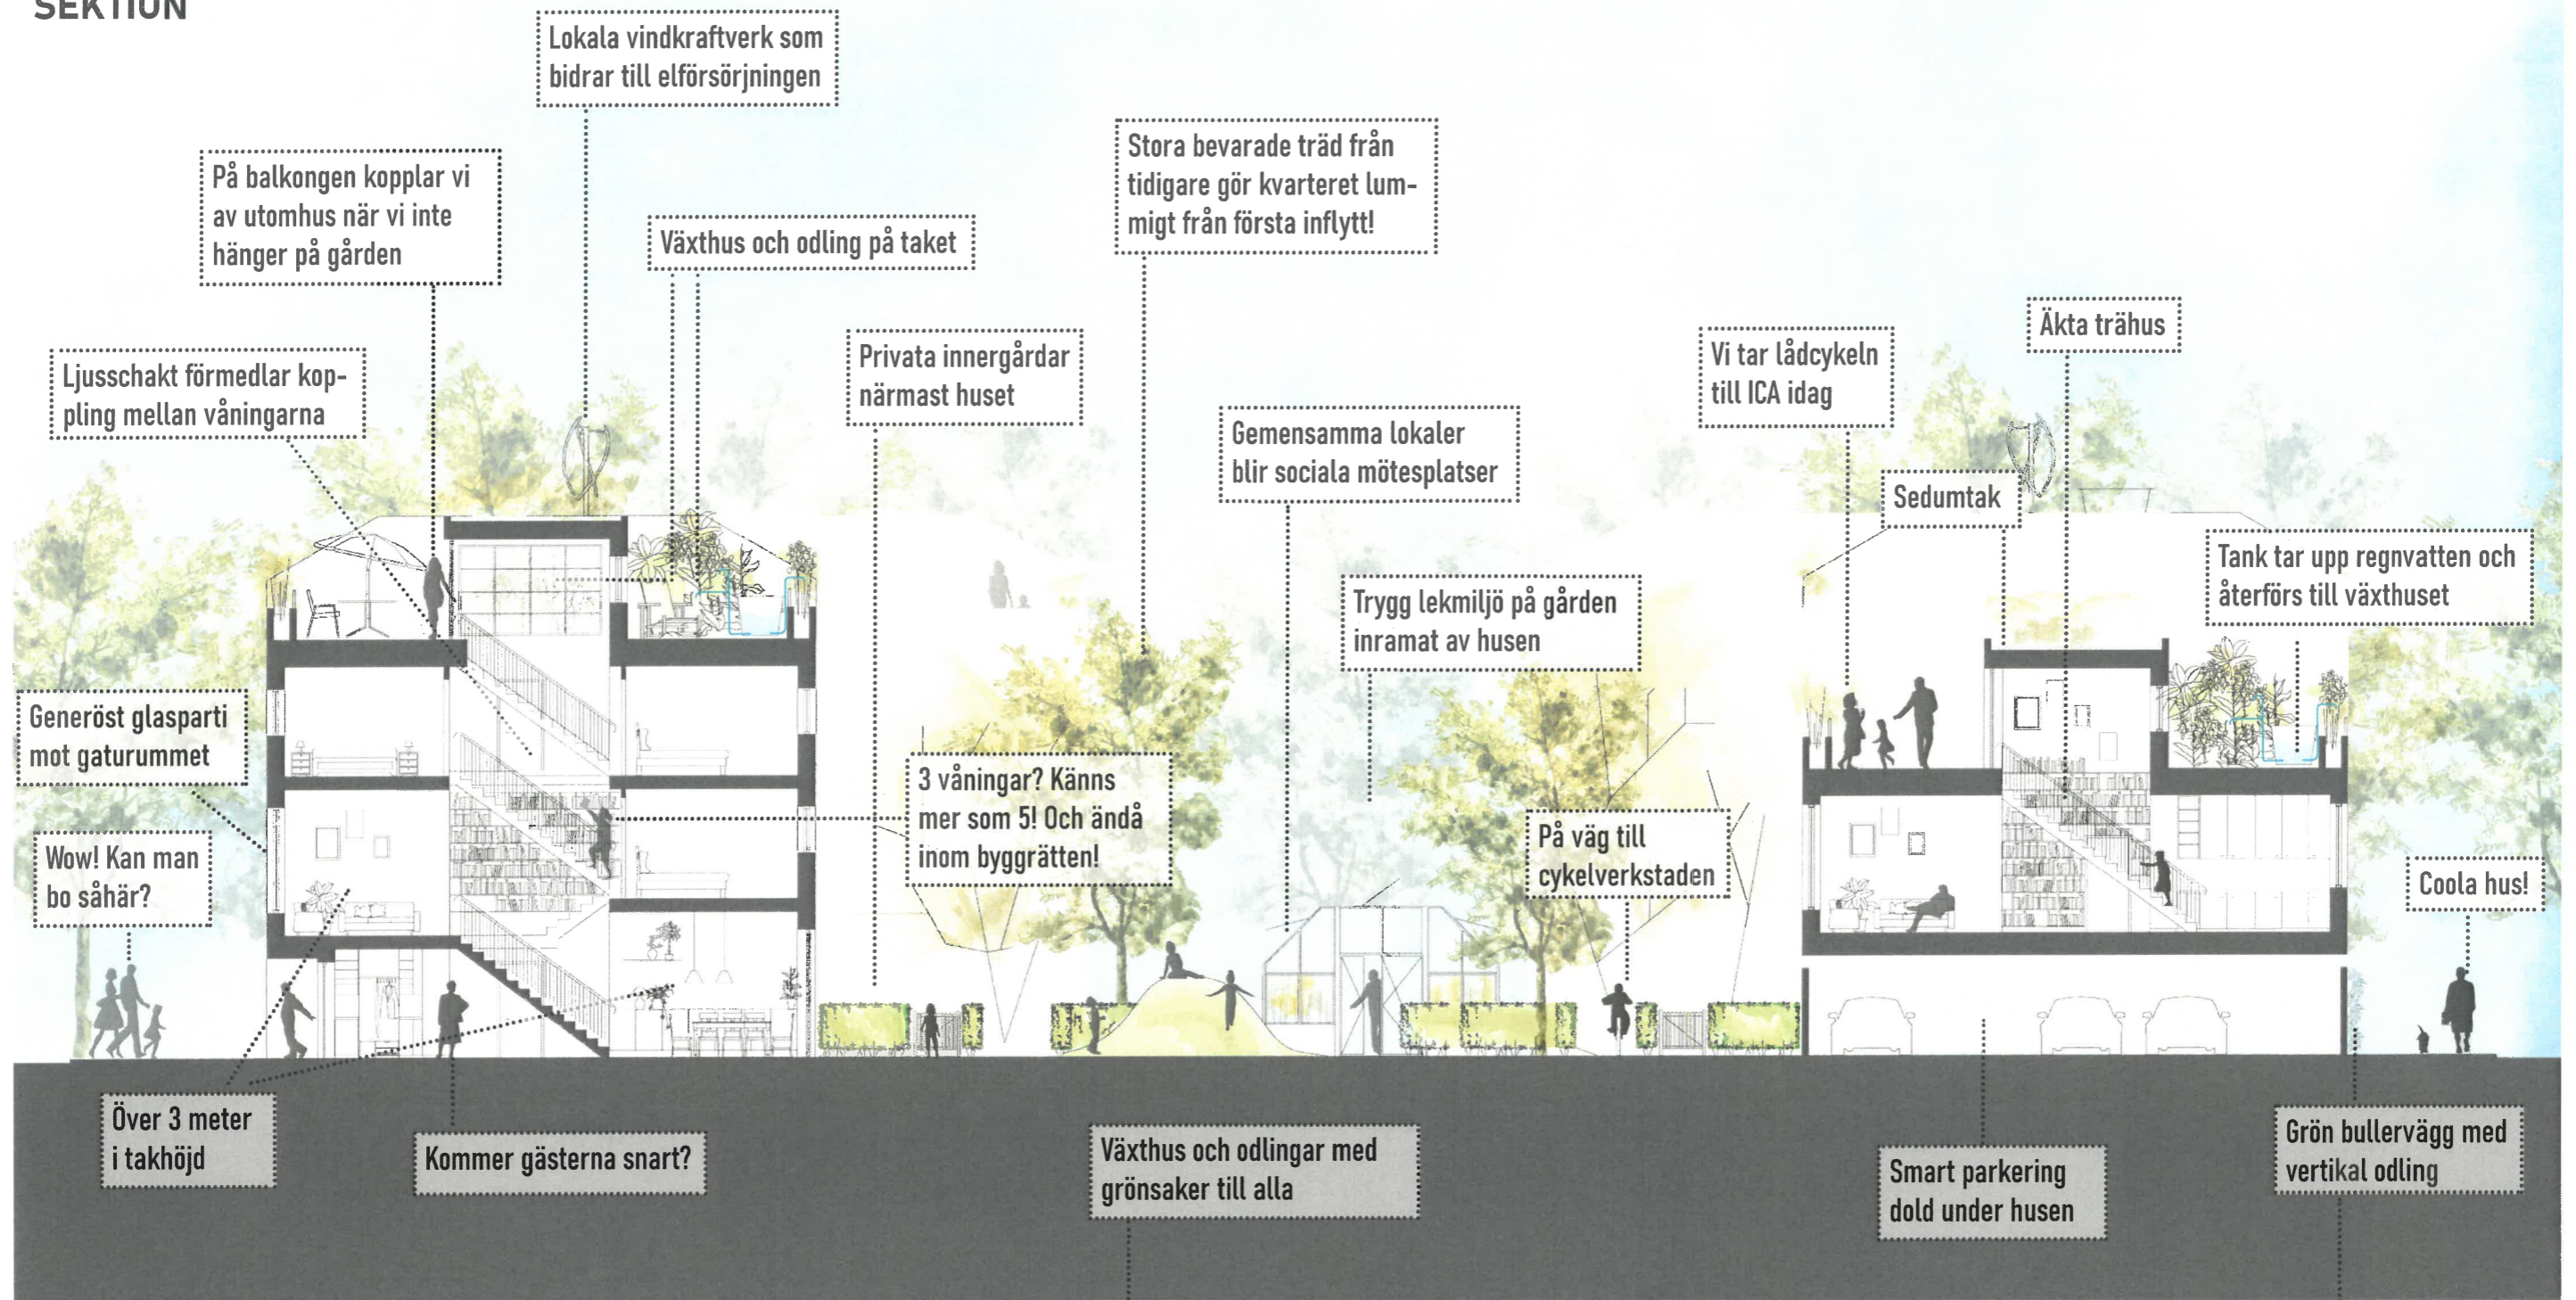 SEKTION
Lokala vindkraftverk som
bidrar till elförsörjningen
På balkongen kopplar vi
av utomhus när vi inte
hänger på gården
Växthus och odling på taket
Stora bevarade träd från
tidigare gör kvarteret lum-
migt från första inflytt!
Ljusschakt förmedlar kop-
pling mellan våningarna
Privata innergårdar
närmast huset
Gemensamma lokaler
blir sociala mötesplatser
Vi tar lådcykeln
till ICA idag
Äkta trähus
Sedumtak
Tank tar upp regnvatten och
återförs till växthuset
Trygg lekmiljö på gården
inramat av husen
Generöst glasparti
mot gaturummet
Wow! Kan man
bo såhär?
3 våningar? Känns
mer som 5! Och ändå
inom byggrätten!
På väg till
cykelverkstaden
Coola hus!
Över 3 meter
i takhöjd
Kommer gästerna snart?
Växthus och odlingar med
grönsaker till alla
Smart parkering
dold under husen
Grön bullervägg med
vertikal odling